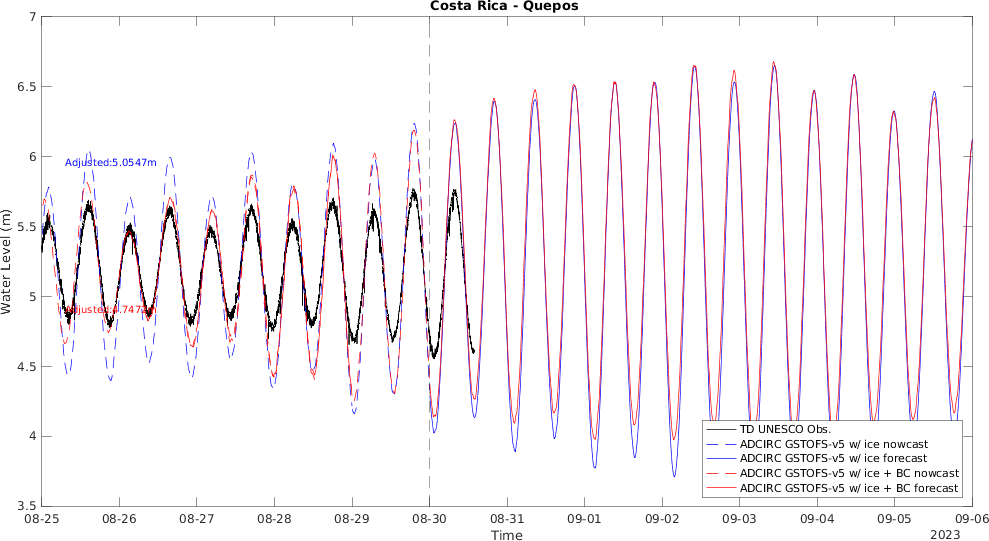 Costa Rica - Quepos
7
6.5
6
5.5
5
4.5
4
3.5
Water Level (m)
Adjusted:5.0547m
TD UNESCO Obs.
ADCIRC GSTOFS-v5 w/ ice nowcast
ADCIRC GSTOFS-v5 w/ ice forecast
ADCIRC GSTOFS-v5 w/ ice + BC nowcast
ADCIRC GSTOFS-v5 w/ ice + BC forecast
08-25 08-26 08-27 08-28 08-29 08-30 08-31 09-01 09-02 09-03 09-04 09-05 09-06
Time
2023